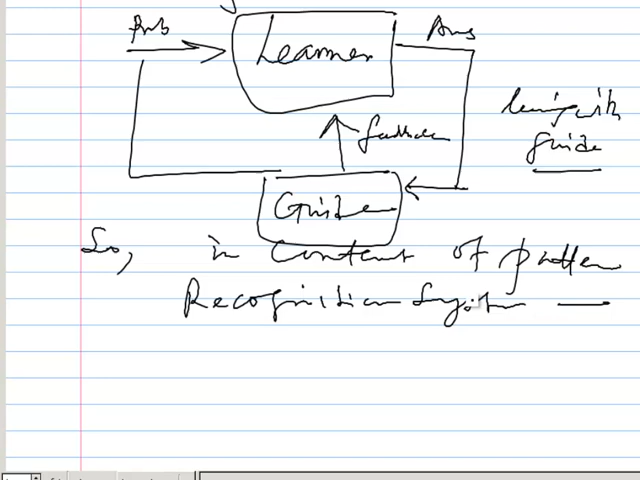 Prob
Ans
Learner
learning with
guide
feedback
Guide
So, in context of pattern
Recognition System —